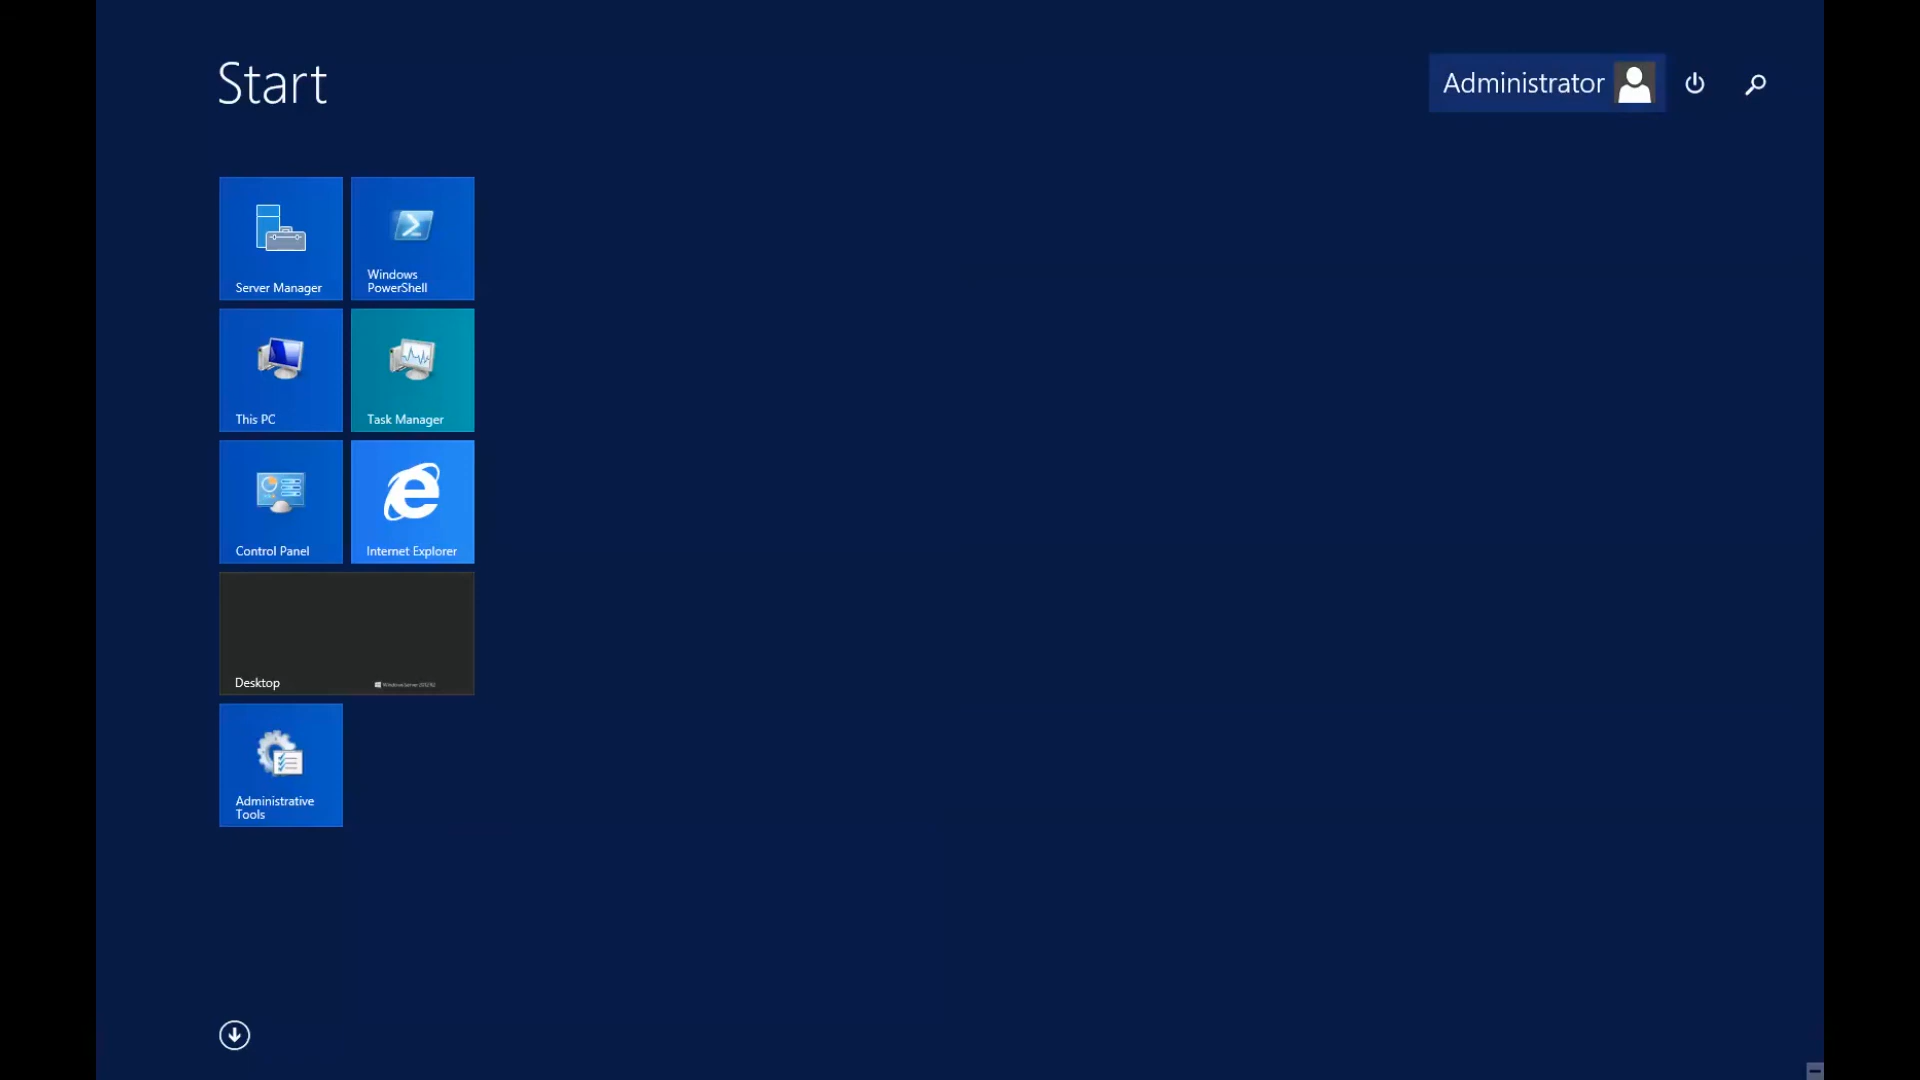 Start
Administrator
Server Manager
Windows
PowerShell
This PC
Task Manager
Control Panel
Internet Explorer
Desktop
Administrative
Tools